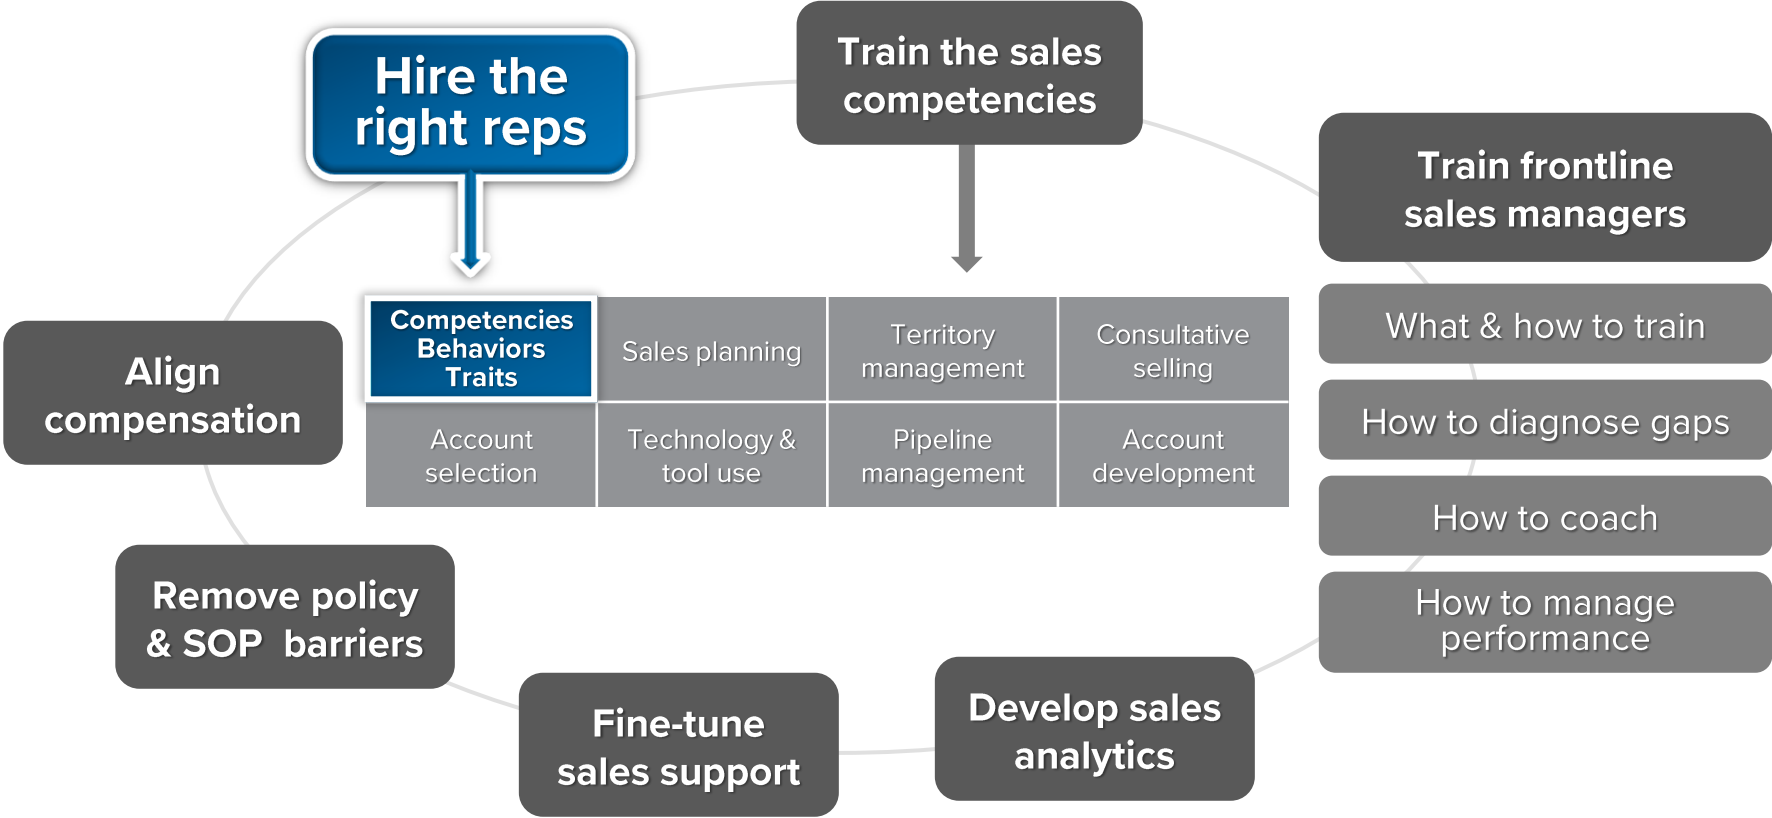 Hire the
right reps
Train the sales
competencies
Train frontline
sales managers
What & how to train
How to diagnose gaps
How to coach
How to manage
performance
Competencies
Behaviors
Traits
Sales planning
Territory
management
Consultative
selling
Account
selection
Technology &
tool use
Pipeline
management
Account
development
Align
compensation
Remove policy
& SOP  barriers
Fine-tune
sales support
Develop sales
analytics